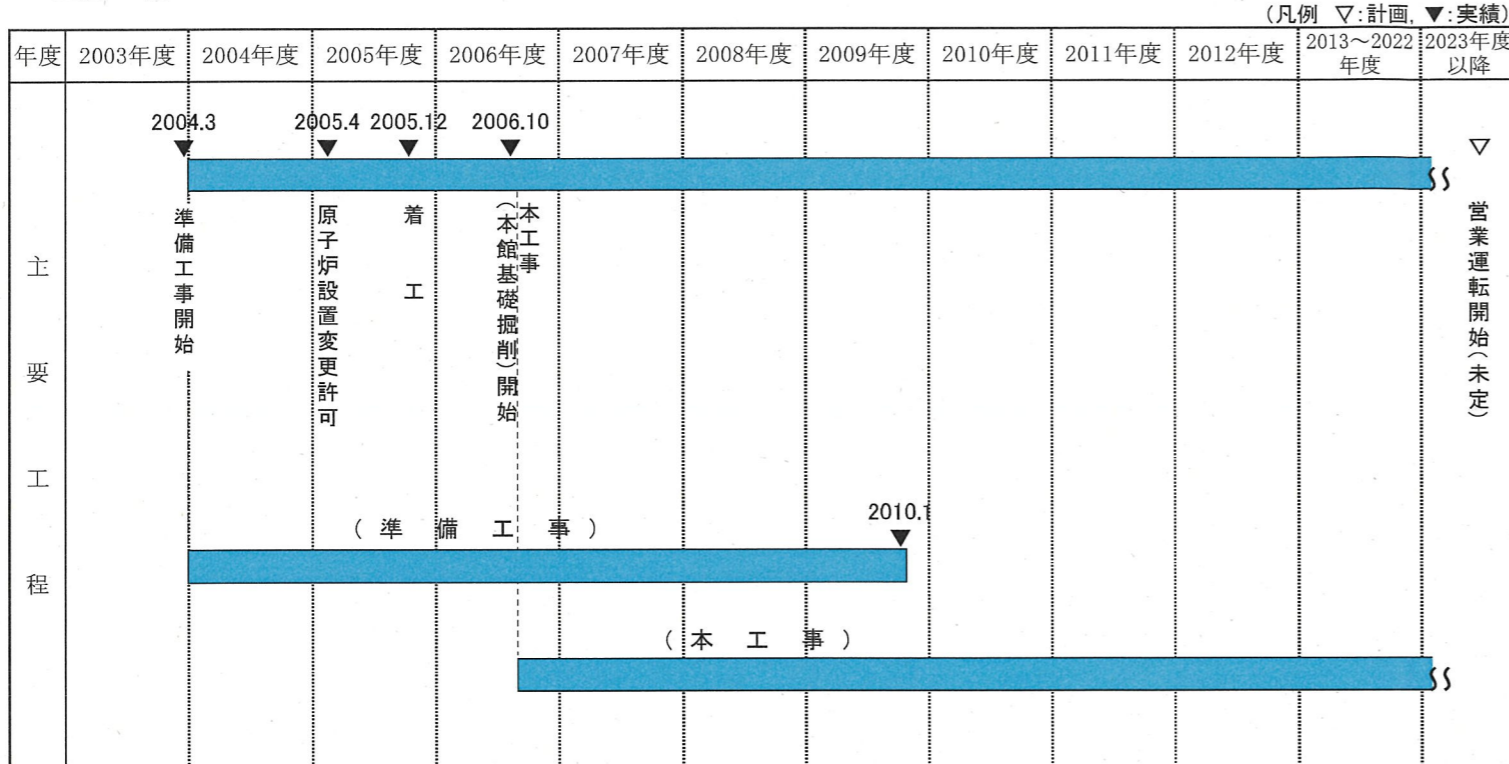 (凡例 ▽:計画, ▼:実績)
年度
2003年度
2004年度
2005年度
2006年度
2007年度
2008年度
2009年度
2010年度
2011年度
2012年度
2013~2022
年度
2023年度
以降
主要工程
2004.3
2005.4
2005.12
2006.10
▼
▼
▼
▼
▽
準備工事開始
原子炉設置変更許可
着工
本工事
(本館基礎掘削)開始
営業運転開始(未定)
(準備工事)
2010.1
▼
(本工事)